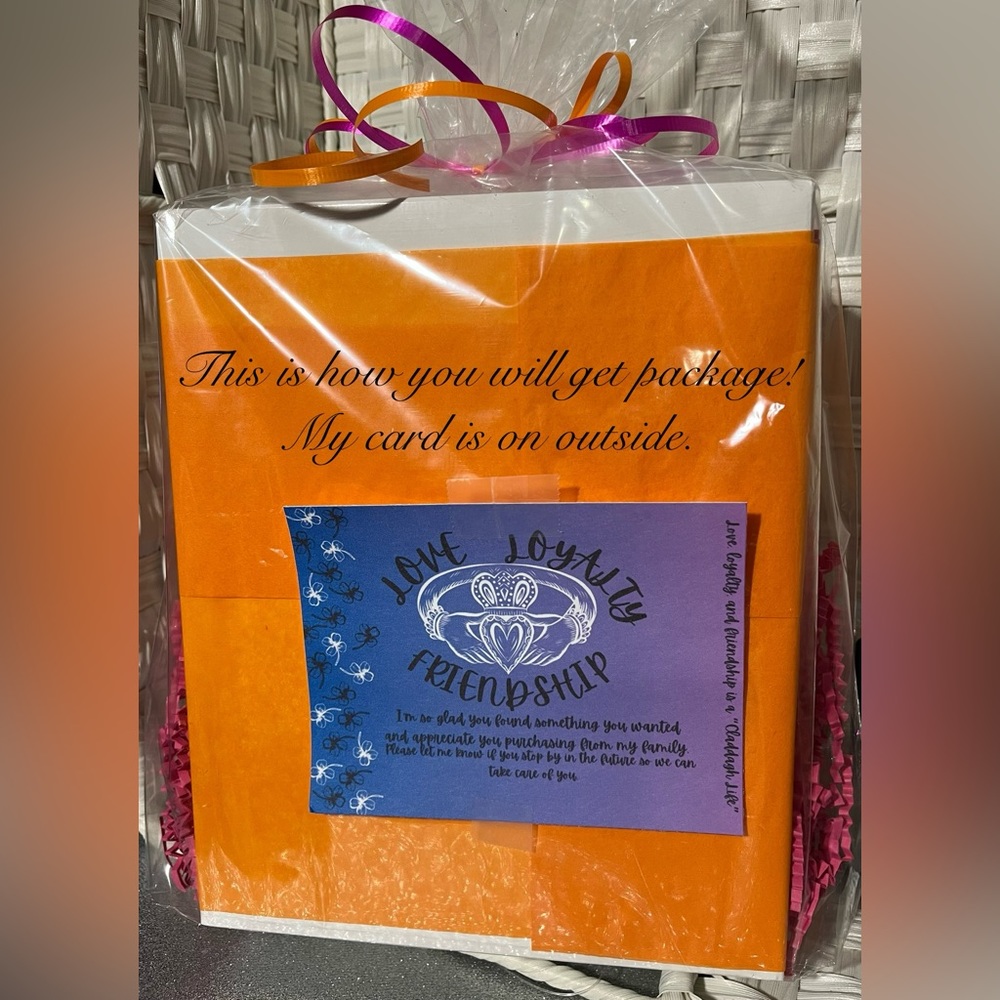 This is how you will get package!
My card is on outside.
LOVE LOYALTY
FRIENDSHIP
I'm so glad you found something you wanted
and appreciate you purchasing from my family.
Please let me know if you stop by in the future so we can
take care of you
Love loyalty and friendship is a "Claddagh Life"